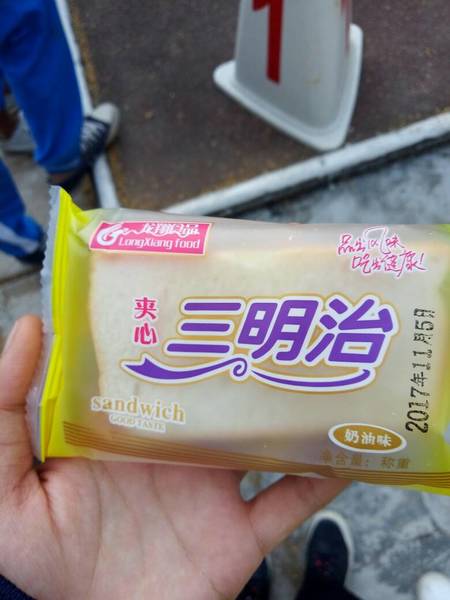 1
龙翔食品
LongXiang food
品出风味
吃出健康!
夹心
三明治
sandwich
GOOD TASTE
奶油味
净含量: 称重
2017年11月5日